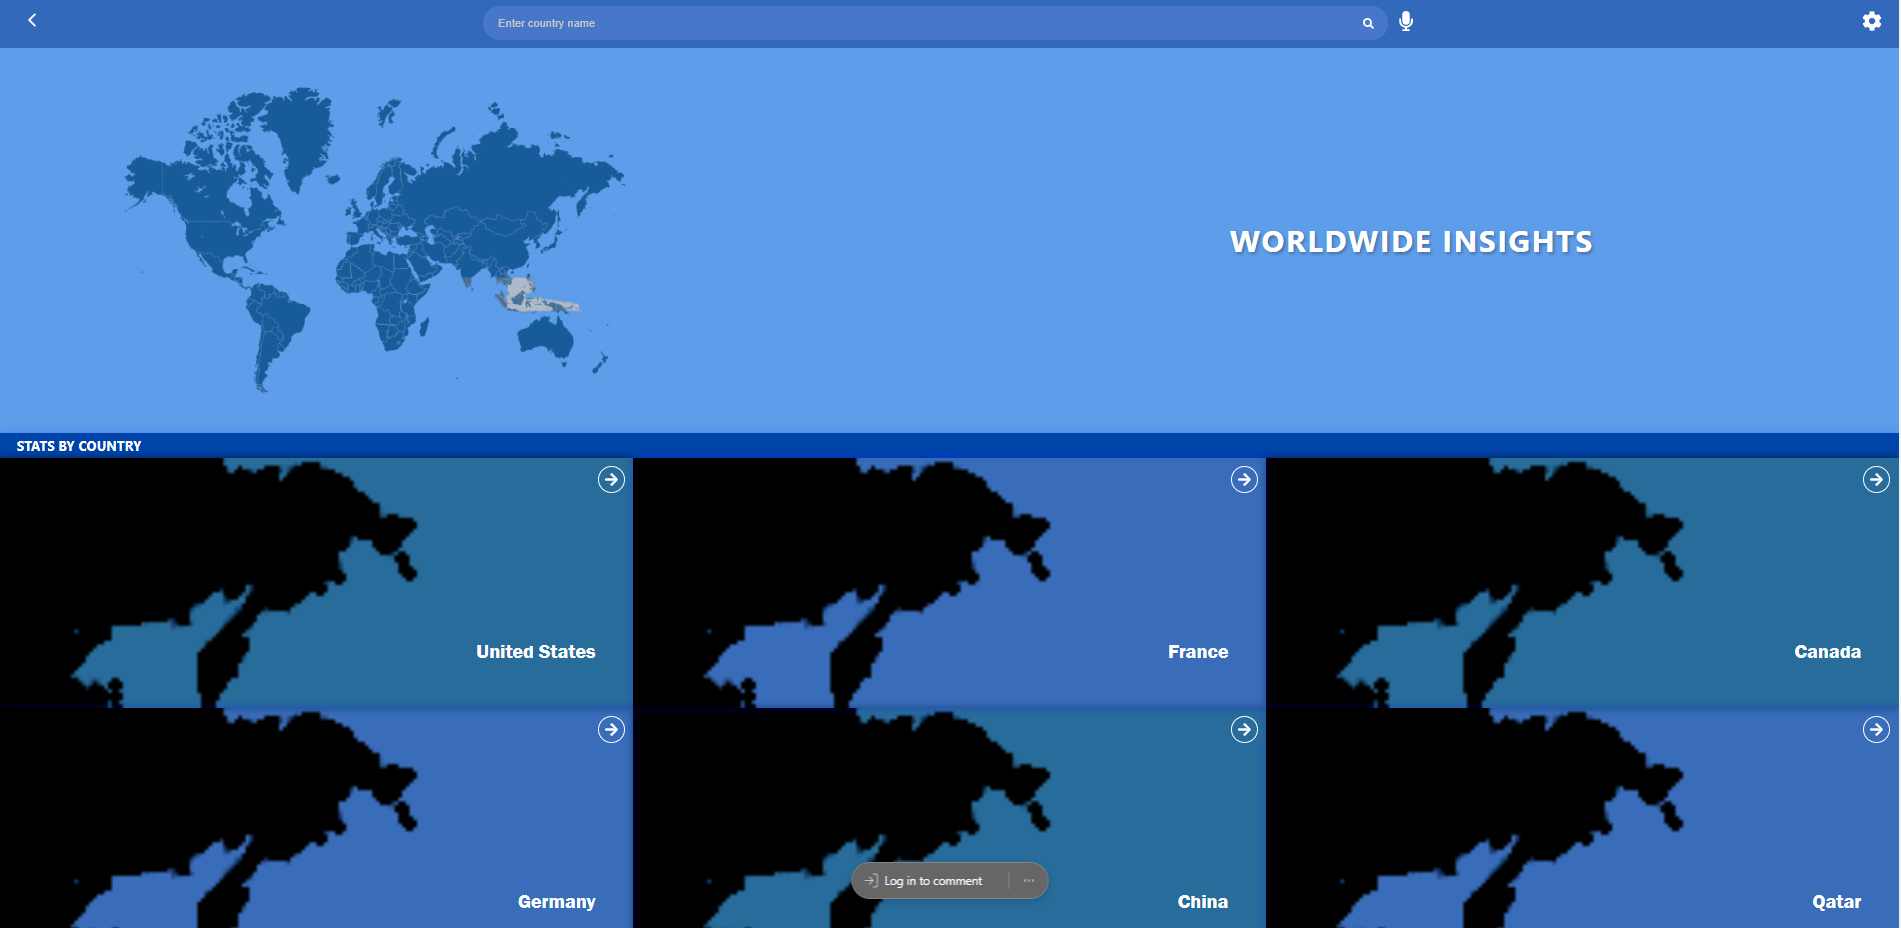 Enter country name
WORLDWIDE INSIGHTS
STATS BY COUNTRY
United States
France
Canada
Germany
China
Qatar
Log in to comment